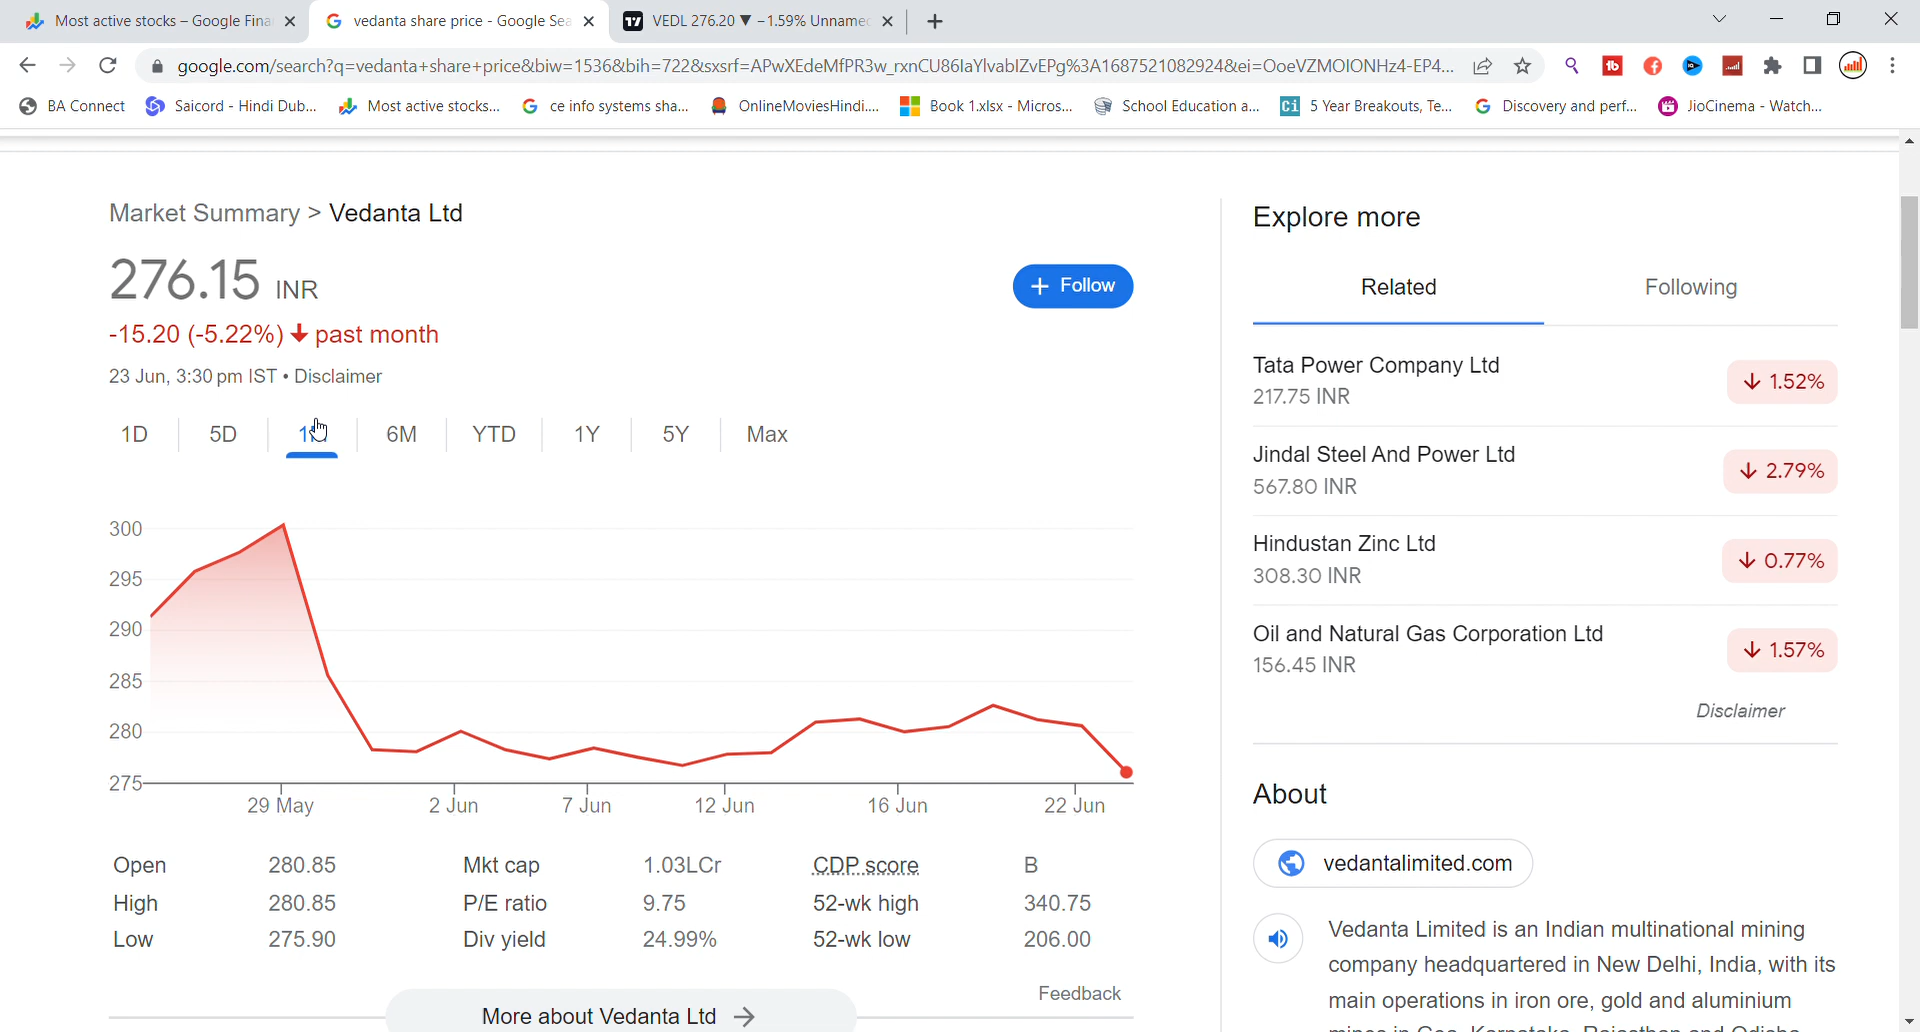 Most active stocks – Google Fina
vedanta share price - Google Sea
VEDL 276.20 ▼ −1.59% Unname
google.com/search?q=vedanta+share+price&biw=1536&bih=722&sxsrf=APwXEdeMfPR3w_rxnCU86IaYlvablZvEPg%3A1687521082924&ei=OoeVZMOIONHz4-EP4...
BA Connect
Saicord - Hindi Dub...
Most active stocks...
ce info systems sha...
OnlineMoviesHindi....
Book 1.xlsx - Micros...
School Education a...
5 Year Breakouts, Te...
Discovery and perf...
JioCinema - Watch...
Market Summary > Vedanta Ltd
276.15 INR
+ Follow
-15.20 (-5.22%) ↓ past month
23 Jun, 3:30 pm IST • Disclaimer
1D 5D 6M YTD 1Y 5Y Max
300
295
290
285
280
275
29 May 2 Jun 7 Jun 12 Jun 16 Jun 22 Jun
Open 280.85 Mkt cap 1.03LCr CDP score B
High 280.85 P/E ratio 9.75 52-wk high 340.75
Low 275.90 Div yield 24.99% 52-wk low 206.00
Feedback
More about Vedanta Ltd →
Explore more
Related Following
Tata Power Company Ltd
217.75 INR
↓ 1.52%
Jindal Steel And Power Ltd
567.80 INR
↓ 2.79%
Hindustan Zinc Ltd
308.30 INR
↓ 0.77%
Oil and Natural Gas Corporation Ltd
156.45 INR
↓ 1.57%
Disclaimer
About
vedantalimited.com
Vedanta Limited is an Indian multinational mining
company headquartered in New Delhi, India, with its
main operations in iron ore, gold and aluminium